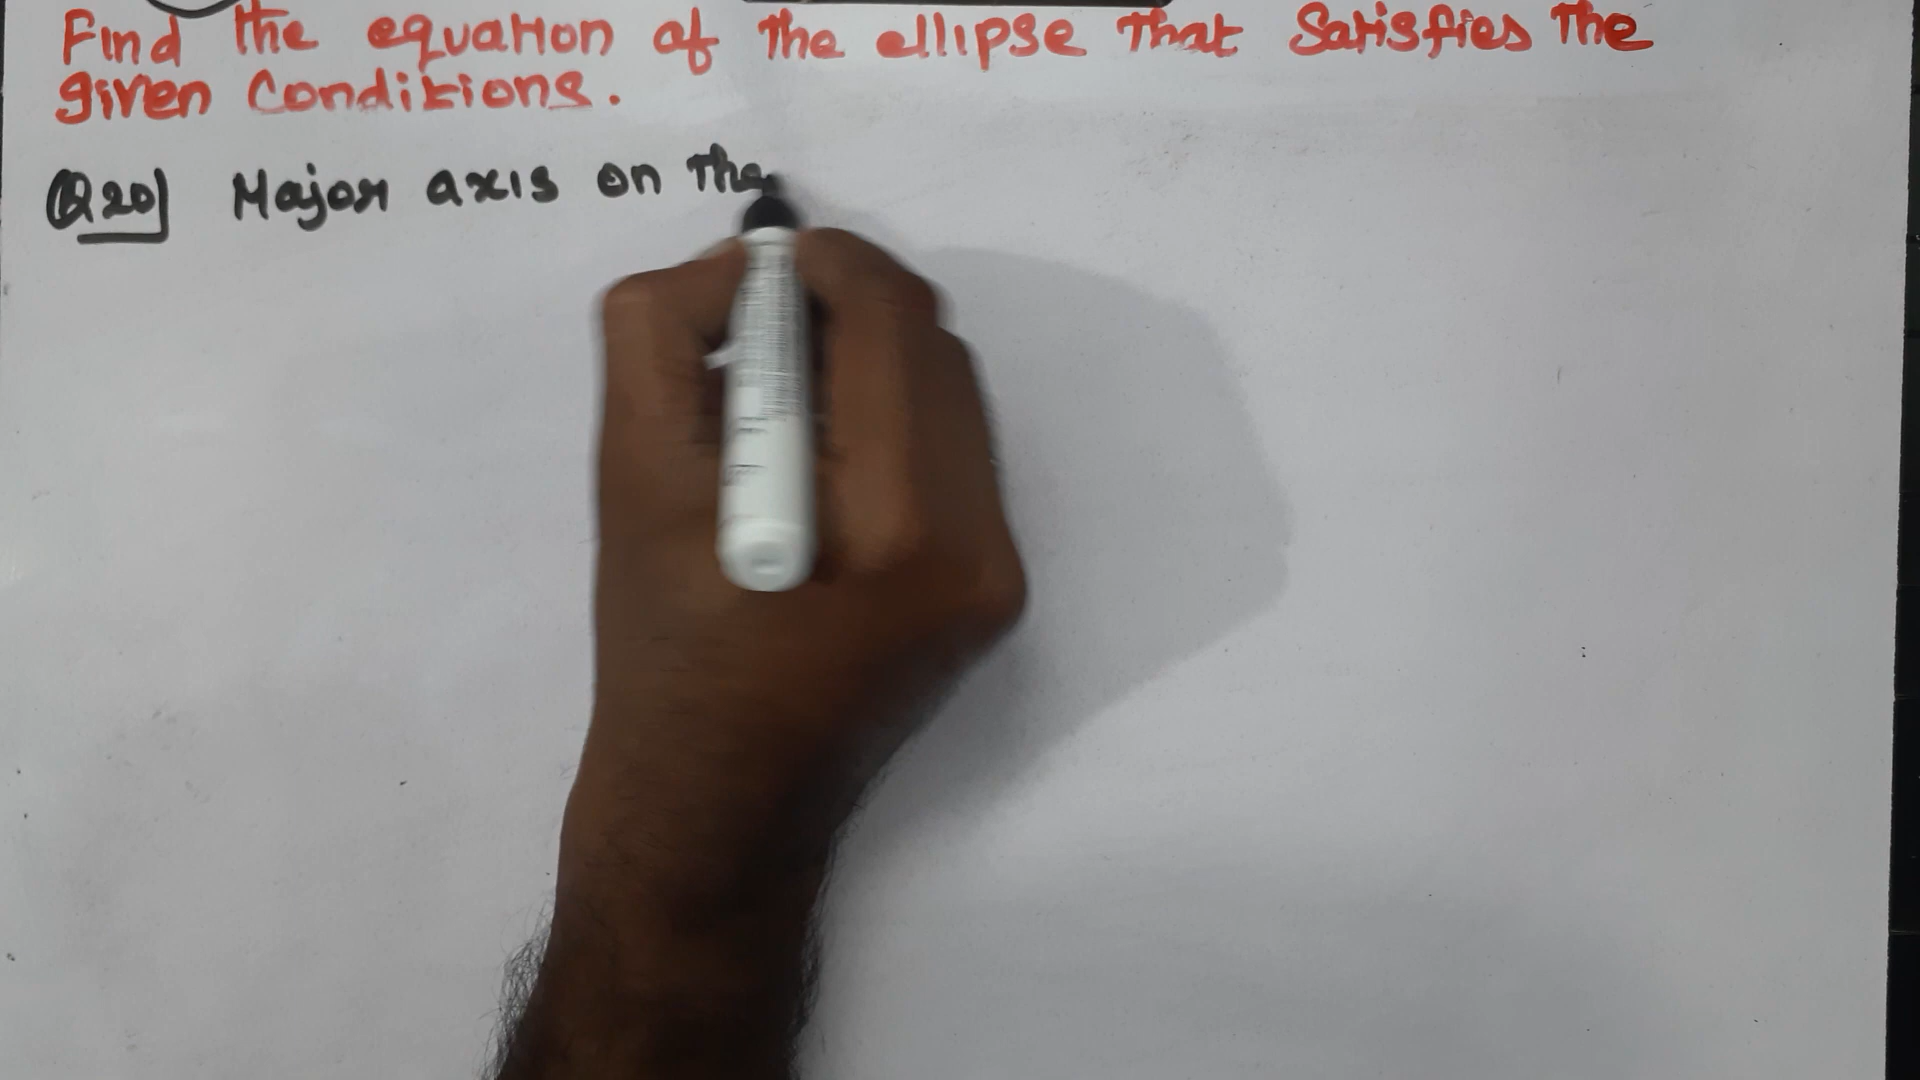 Find the equation of the ellipse that satisfies the
given conditions.
Q20] Major axis on the